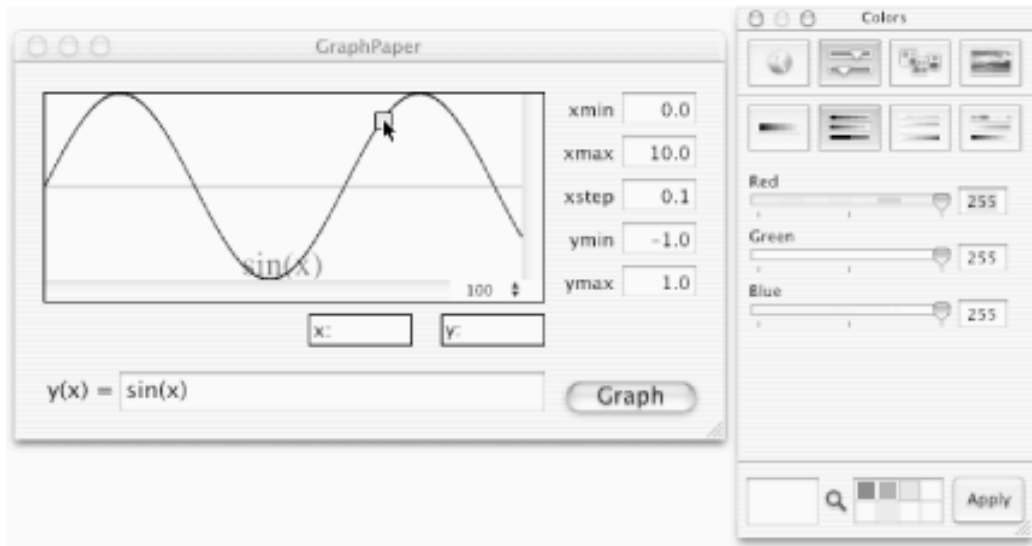 GraphPaper
xmin 0.0
xmax 10.0
xstep 0.1
ymin -1.0
ymax 1.0
sin(x)
100
x:
y:
y(x) = sin(x)
Graph
Colors
Red
255
Green
255
Blue
255
Apply